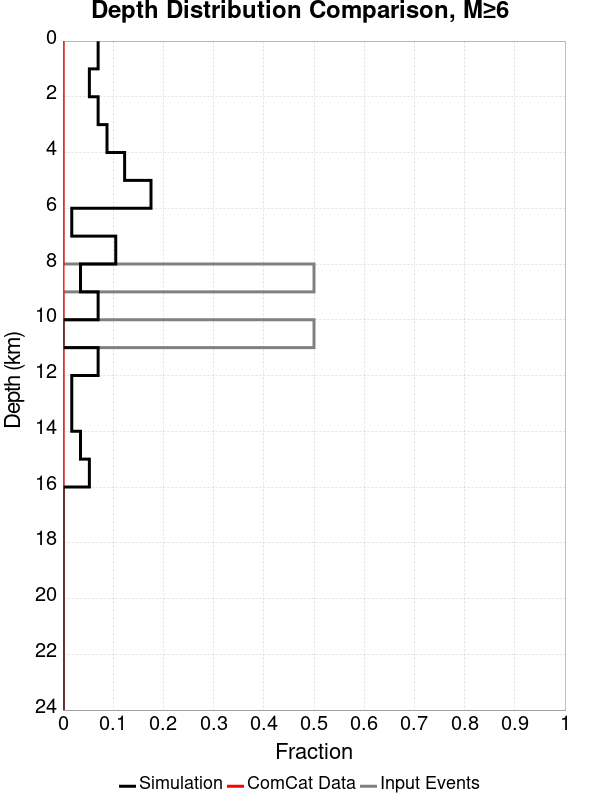 Depth Distribution Comparison, M≥6
0
2
4
6
8
10
12
14
16
18
20
22
24
Depth (km)
0 0.1 0.2 0.3 0.4 0.5 0.6 0.7 0.8 0.9 1
Fraction
Simulation ComCat Data Input Events